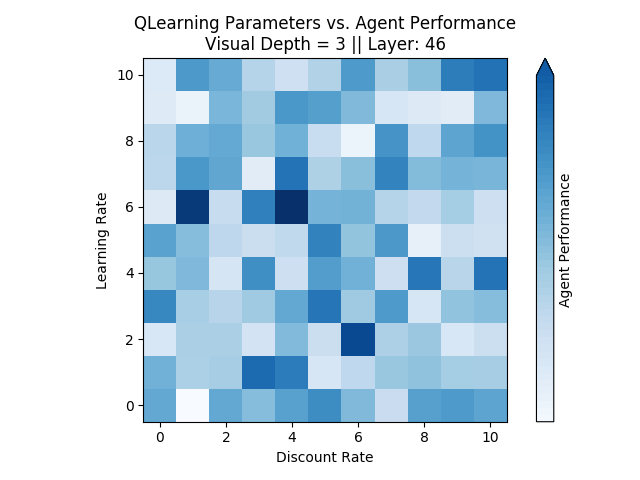 QLearning Parameters vs. Agent Performance
Visual Depth = 3 || Layer: 46
10
8
6
4
2
0
Learning Rate
0 2 4 6 8 10
Discount Rate
Agent Performance